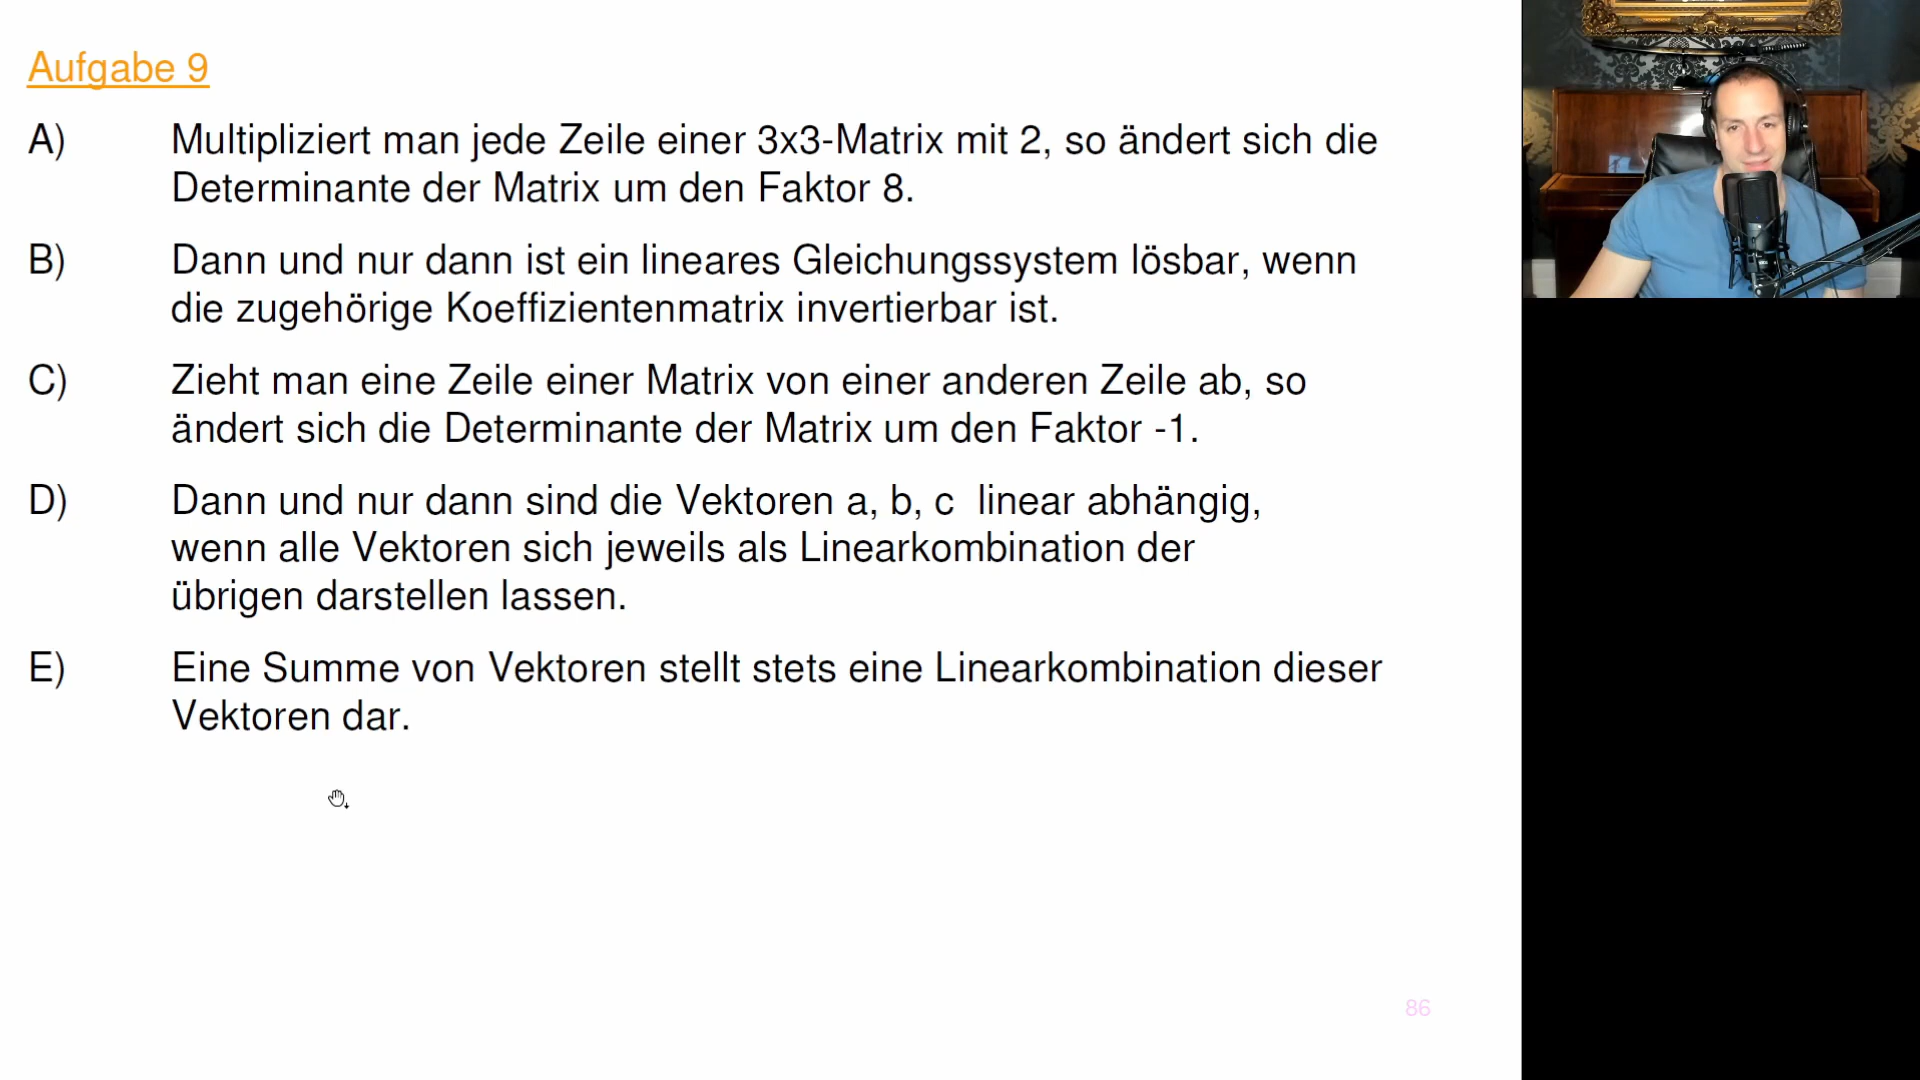 Aufgabe 9
A) Multipliziert man jede Zeile einer 3x3-Matrix mit 2, so ändert sich die
Determinante der Matrix um den Faktor 8.
B) Dann und nur dann ist ein lineares Gleichungssystem lösbar, wenn
die zugehörige Koeffizientenmatrix invertierbar ist.
C) Zieht man eine Zeile einer Matrix von einer anderen Zeile ab, so
ändert sich die Determinante der Matrix um den Faktor -1.
D) Dann und nur dann sind die Vektoren a, b, c linear abhängig,
wenn alle Vektoren sich jeweils als Linearkombination der
übrigen darstellen lassen.
E) Eine Summe von Vektoren stellt stets eine Linearkombination dieser
Vektoren dar.
86